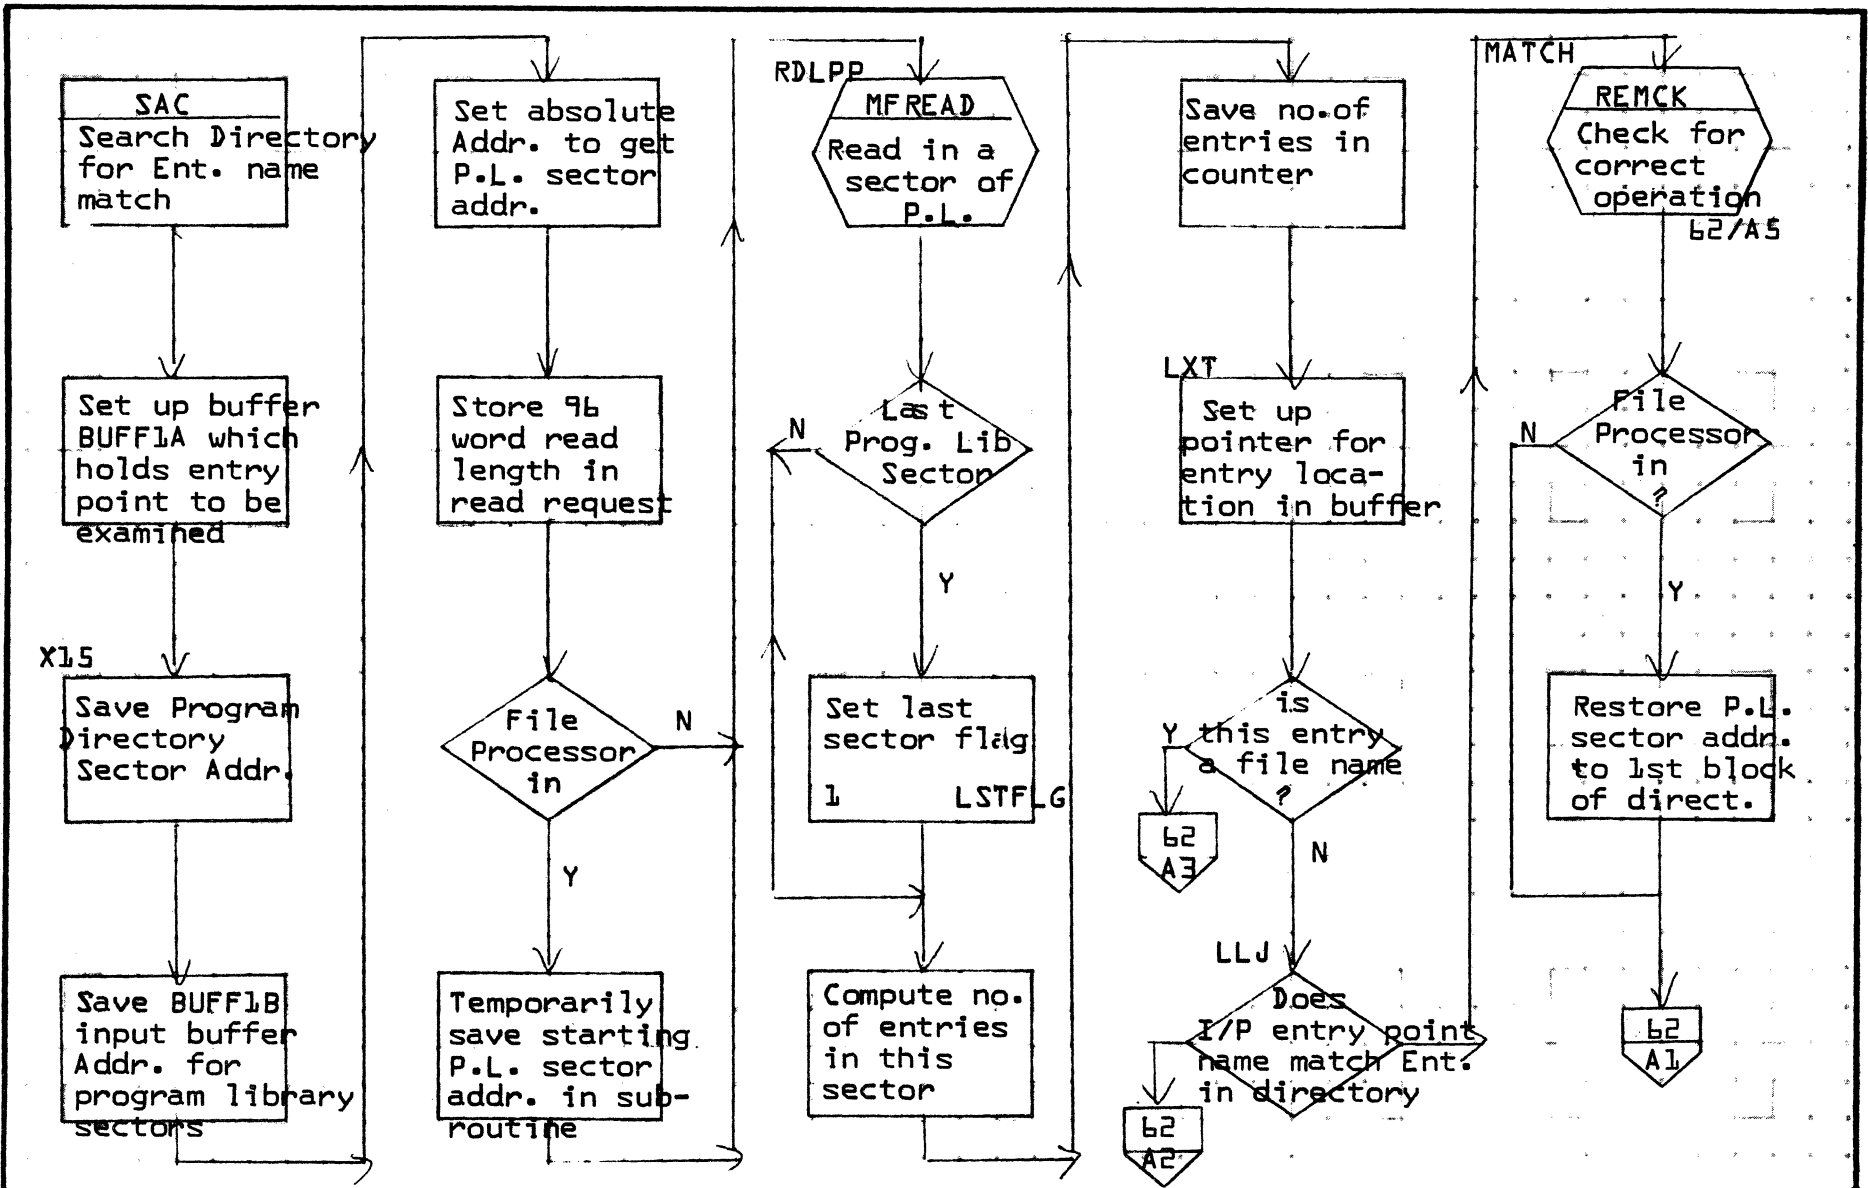 SAC
Search Directory
for Ent. name
match
Set up buffer
BUFF1A which
holds entry
point to be
examined
X15
Save Program
Directory
Sector Addr.
Save BUFF1B
input buffer
Addr. for
program library
sectors
Set absolute
Addr. to get
P.L. sector
addr.
Store 96
word read
length in
read request
File
Processor
in
N
Y
Temporarily
save starting
P.L. sector
addr. in sub-
routine
RDLPP
MFREAD
Read in a
sector of
P.L.
Last
Prog. Lib
Sector
N
Y
Set last
sector flag
1 LSTFLG
Compute no.
of entries
in this
sector
Save no.of
entries in
counter
LXT
Set up
pointer for
entry loca-
tion in buffer
is
this entry
a file name
?
Y
62
A3
N
LLJ
Does
I/P entry point
name match Ent.
in directory
62
A2
MATCH
REMCK
Check for
correct
operation
62/A5
File
Processor
in
?
N
Y
Restore P.L.
sector addr.
to 1st block
of direct.
62
A1